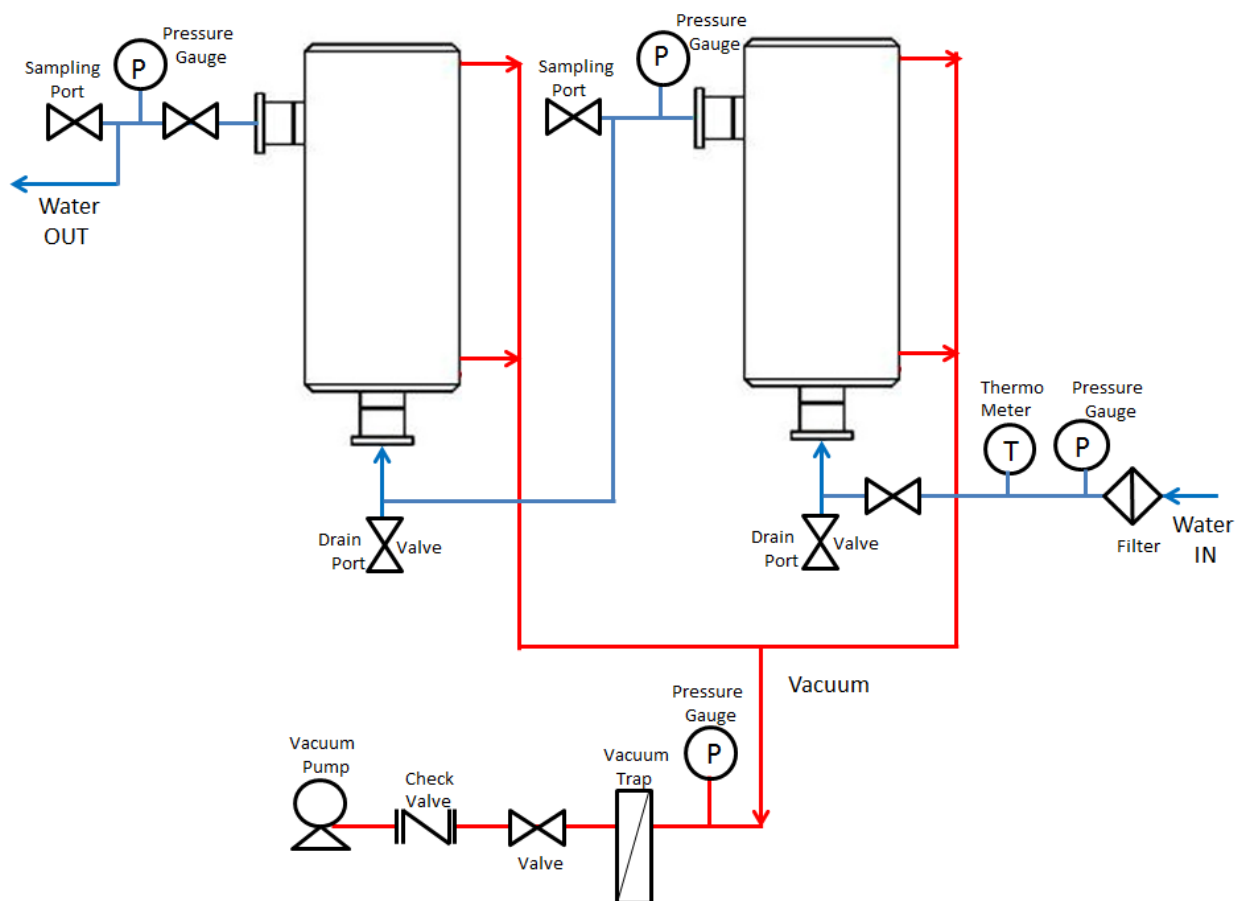 Pressure
Gauge
P
Sampling
Port
Water
OUT
Pressure
Gauge
P
Sampling
Port
Thermo
Meter
T
Pressure
Gauge
P
Drain
Port
Valve
Drain
Port
Valve
Filter
Water
IN
Vacuum
Pressure
Gauge
P
Vacuum
Pump
Check
Valve
Valve
Vacuum
Trap